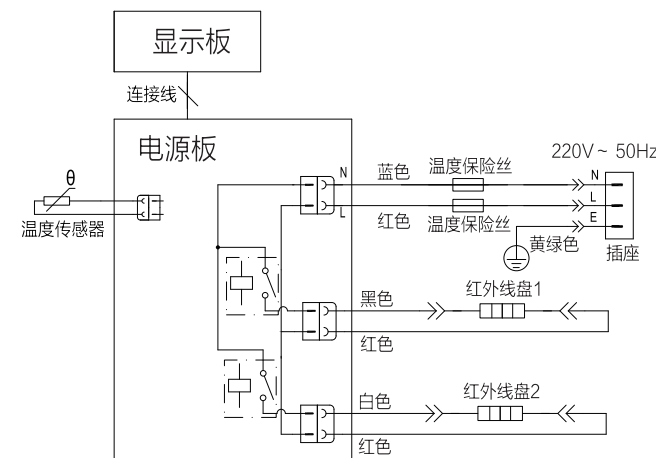 显示板
连接线
电源板
220V~ 50Hz
N
蓝色
温度保险丝
N
θ
L
红色
温度保险丝
L
温度传感器
E
黄绿色
插座
黑色
红外线盘1
红色
白色
红外线盘2
红色